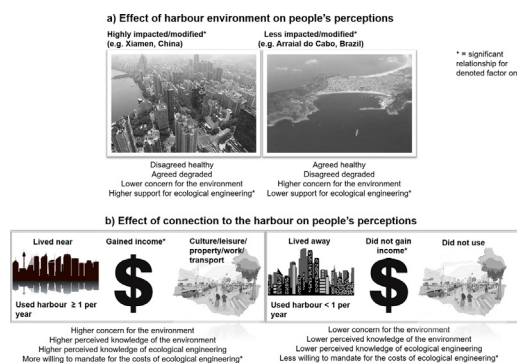 a) Effect of harbour environment on people's perceptions
Highly impacted/modified*
(e.g. Xiamen, China)
Less impacted/modified*
(e.g. Arraial do Cabo, Brazil)
* = significant
relationship for
denoted factor on
Disagreed healthy
Agreed degraded
Lower concern for the environment
Higher support for ecological engineering*
Agreed healthy
Disagreed degraded
Higher concern for the environment
Lower support for ecological engineering*
b) Effect of connection to the harbour on people's perceptions
Lived near
Gained income*
Culture/leisure/
property/work/
transport
$
Used harbour ≥ 1 per
year
Lived away
Did not gain
income*
Did not use
$
Used harbour < 1 per
year
Higher concern for the environment
Higher perceived knowledge of the environment
Higher perceived knowledge of ecological engineering
More willing to mandate for the costs of ecological engineering*
Lower concern for the environment
Lower perceived knowledge of the environment
Lower perceived knowledge of ecological engineering
Less willing to mandate for the costs of ecological engineering*